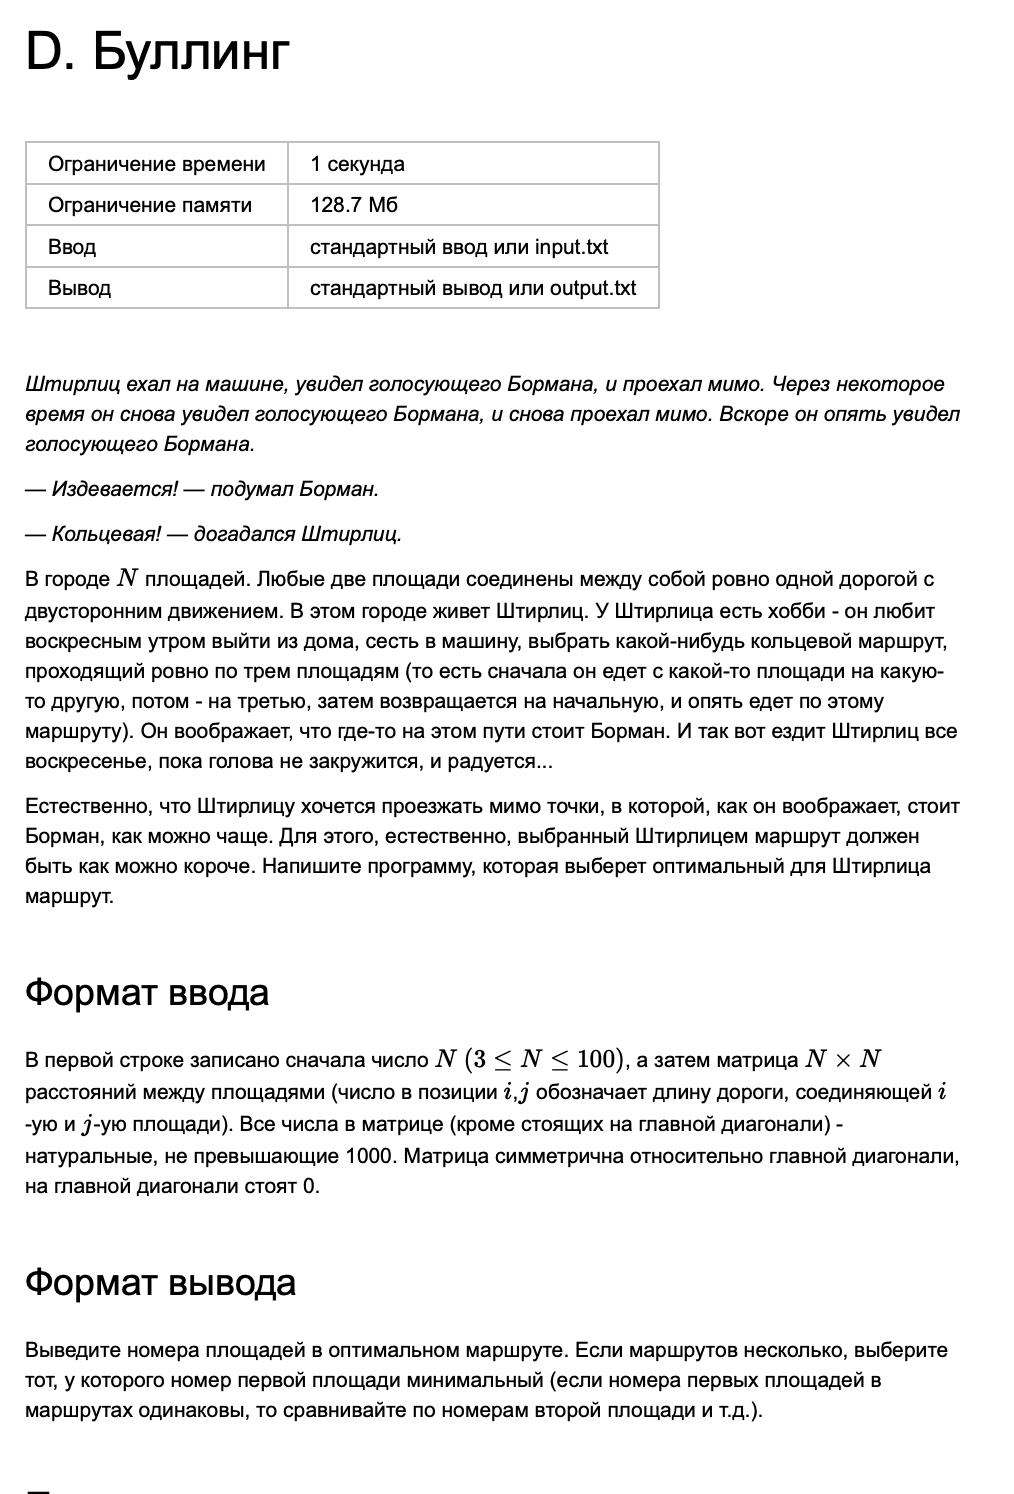 D. Буллинг
Ограничение времени 1 секунда
Ограничение памяти 128.7 Мб
Ввод стандартный ввод или input.txt
Вывод стандартный вывод или output.txt
Штирлиц ехал на машине, увидел голосующего Бормана, и проехал мимо. Через некоторое
время он снова увидел голосующего Бормана, и снова проехал мимо. Вскоре он опять увидел
голосующего Бормана.
— Издевается! — подумал Борман.
— Кольцевая! — догадался Штирлиц.
В городе N площадей. Любые две площади соединены между собой ровно одной дорогой с
двусторонним движением. В этом городе живет Штирлиц. У Штирлица есть хобби - он любит
воскресным утром выйти из дома, сесть в машину, выбрать какой-нибудь кольцевой маршрут,
проходящий ровно по трем площадям (то есть сначала он едет с какой-то площади на какую-
то другую, потом - на третью, затем возвращается на начальную, и опять едет по этому
маршруту). Он воображает, что где-то на этом пути стоит Борман. И так вот ездит Штирлиц все
воскресенье, пока голова не закружится, и радуется...
Естественно, что Штирлицу хочется проезжать мимо точки, в которой, как он воображает, стоит
Борман, как можно чаще. Для этого, естественно, выбранный Штирлицем маршрут должен
быть как можно короче. Напишите программу, которая выберет оптимальный для Штирлица
маршрут.
Формат ввода
В первой строке записано сначала число N (3 ≤ N ≤ 100), а затем матрица N × N
расстояний между площадями (число в позиции i,j обозначает длину дороги, соединяющей i
-ую и j-ую площади). Все числа в матрице (кроме стоящих на главной диагонали) -
натуральные, не превышающие 1000. Матрица симметрична относительно главной диагонали,
на главной диагонали стоят 0.
Формат вывода
Выведите номера площадей в оптимальном маршруте. Если маршрутов несколько, выберите
тот, у которого номер первой площади минимальный (если номера первых площадей в
маршрутах одинаковы, то сравнивайте по номерам второй площади и т.д.).